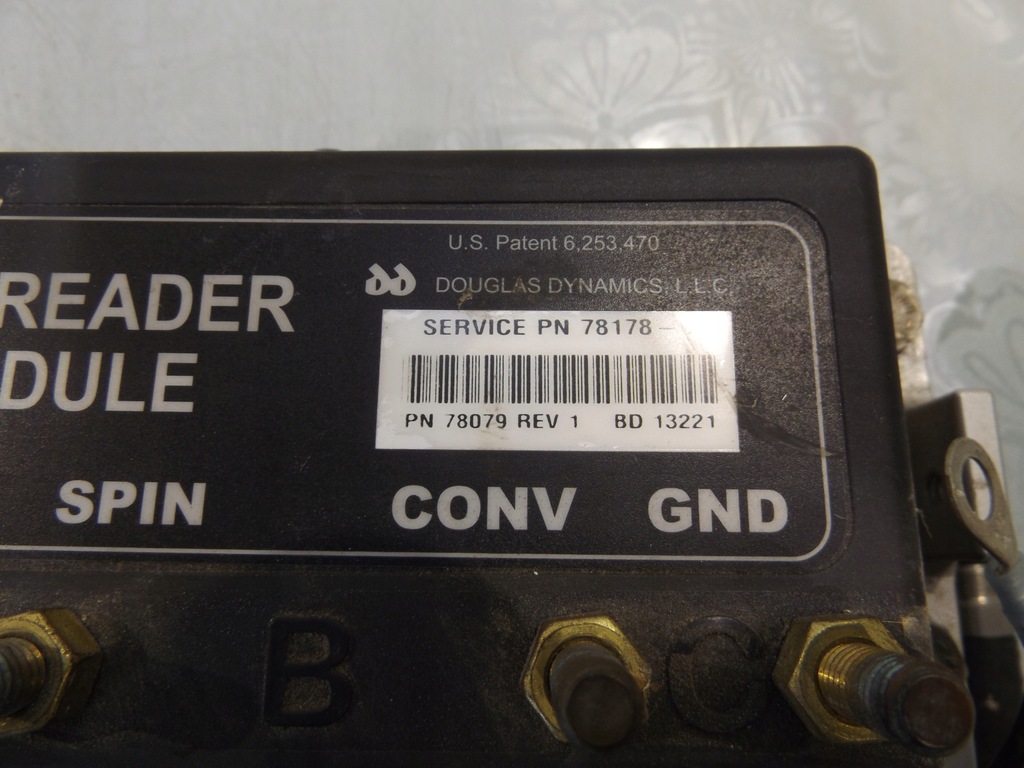 U.S. Patent 6,253,470
DOUGLAS DYNAMICS, L.L.C.
READER
DULE
SERVICE PN 78178-
PN 78079 REV 1 BD 13221
SPIN CONV GND
B C